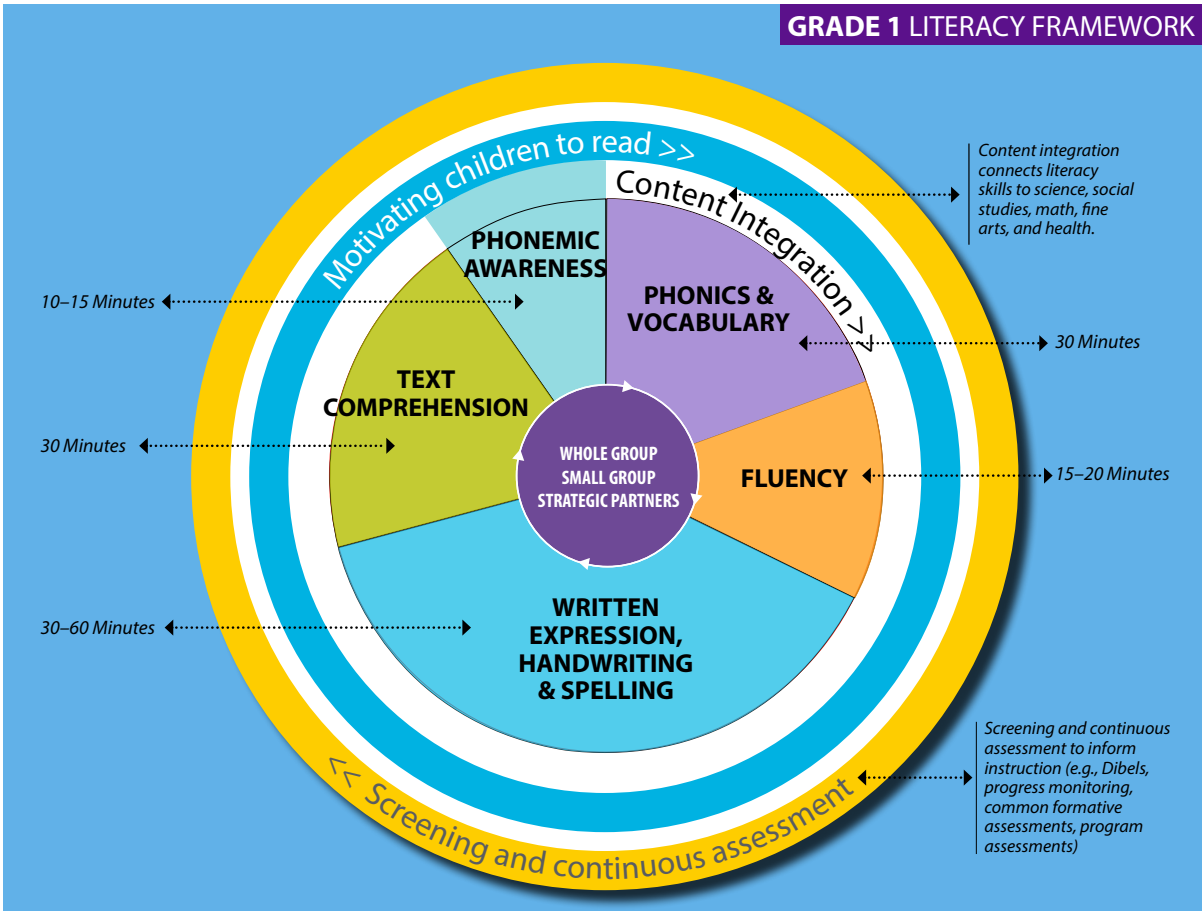 GRADE 1 LITERACY FRAMEWORK
Motivating children to read >>
Content Integration >>
Content integration
connects literacy
skills to science, social
studies, math, fine
arts, and health.
PHONEMIC
AWARENESS
10–15 Minutes
PHONICS &
VOCABULARY
30 Minutes
TEXT
COMPREHENSION
30 Minutes
WHOLE GROUP
SMALL GROUP
STRATEGIC PARTNERS
FLUENCY
15–20 Minutes
WRITTEN
EXPRESSION,
HANDWRITING
& SPELLING
30–60 Minutes
<< Screening and continuous assessment
Screening and continuous
assessment to inform
instruction (e.g., Dibels,
progress monitoring,
common formative
assessments, program
assessments)